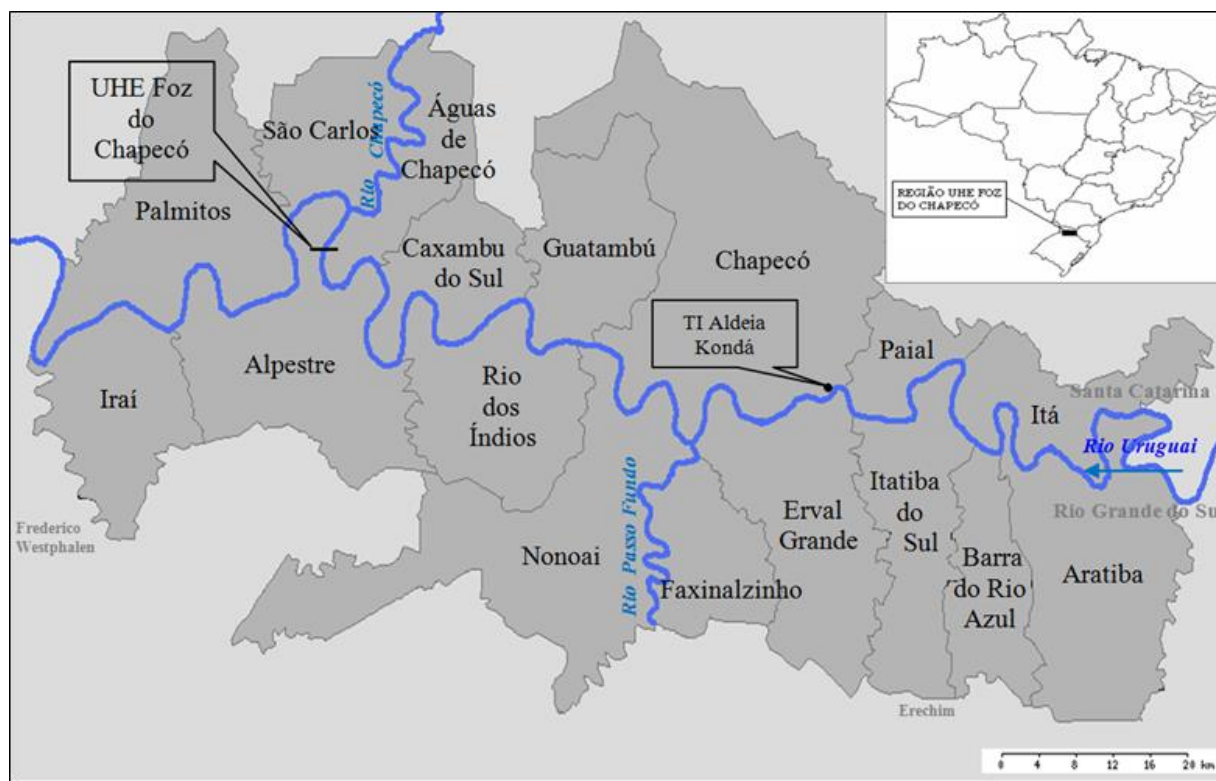 UHE Foz
do
Chapecó
São Carlos
Rio Chapecó
Águas
de
Chapecó
REGIÃO UHE FOZ
DO CHAPECÓ
Palmitos
Caxambu
do Sul
Guatambú
Chapecó
TI Aldeia
Kondá
Paial
Alpestre
Iraí
Rio
dos
Índios
Itá
Santa Catarina
Rio Uruguai
Rio Grande do Su
Itatiba
do
Sul
Erval
Grande
Barra
do Rio
Azul
Aratiba
Frederico
Westphalen
Nonoai
Rio Passo Fundo
Faxinalzinho
Erechim
0 4 8 12 16 20 km